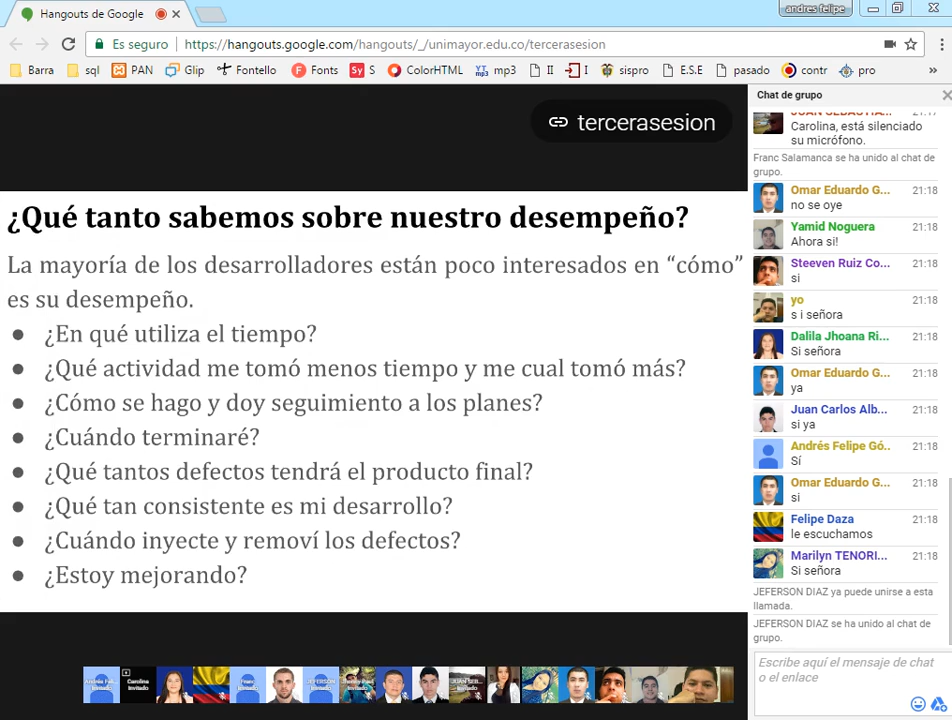 Hangouts de Google
andres felipe
Es seguro
https://hangouts.google.com/hangouts/_/unimayor.edu.co/tercerasesion
Barra sql PAN Glip Fontello Fonts S ColorHTML mp3 II I sispro E.S.E pasado contr pro »
tercerasesion
¿Qué tanto sabemos sobre nuestro desempeño?
La mayoría de los desarrolladores están poco interesados en “cómo”
es su desempeño.
● ¿En qué utiliza el tiempo?
● ¿Qué actividad me tomó menos tiempo y me cual tomó más?
● ¿Cómo se hago y doy seguimiento a los planes?
● ¿Cuándo terminaré?
● ¿Qué tantos defectos tendrá el producto final?
● ¿Qué tan consistente es mi desarrollo?
● ¿Cuándo inyecte y removí los defectos?
● ¿Estoy mejorando?
Chat de grupo
Carolina, está silenciado
su micrófono.
Franc Salamanca se ha unido al chat de
grupo.
Omar Eduardo G... 21:18
no se oye
Yamid Noguera 21:18
Ahora si!
Steeven Ruiz Co... 21:18
si
yo 21:18
s i señora
Dalila Jhoana Ri... 21:18
Si señora
Omar Eduardo G... 21:18
ya
Juan Carlos Alb... 21:18
si ya
Andrés Felipe Gó.. 21:18
Sí
Omar Eduardo G... 21:18
si
Felipe Daza 21:18
le escuchamos
Marilyn TENORI... 21:18
Si señora
JEFERSON DIAZ ya puede unirse a esta
llamada.
JEFERSON DIAZ se ha unido al chat de
grupo.
Escribe aquí el mensaje de chat
o el enlace